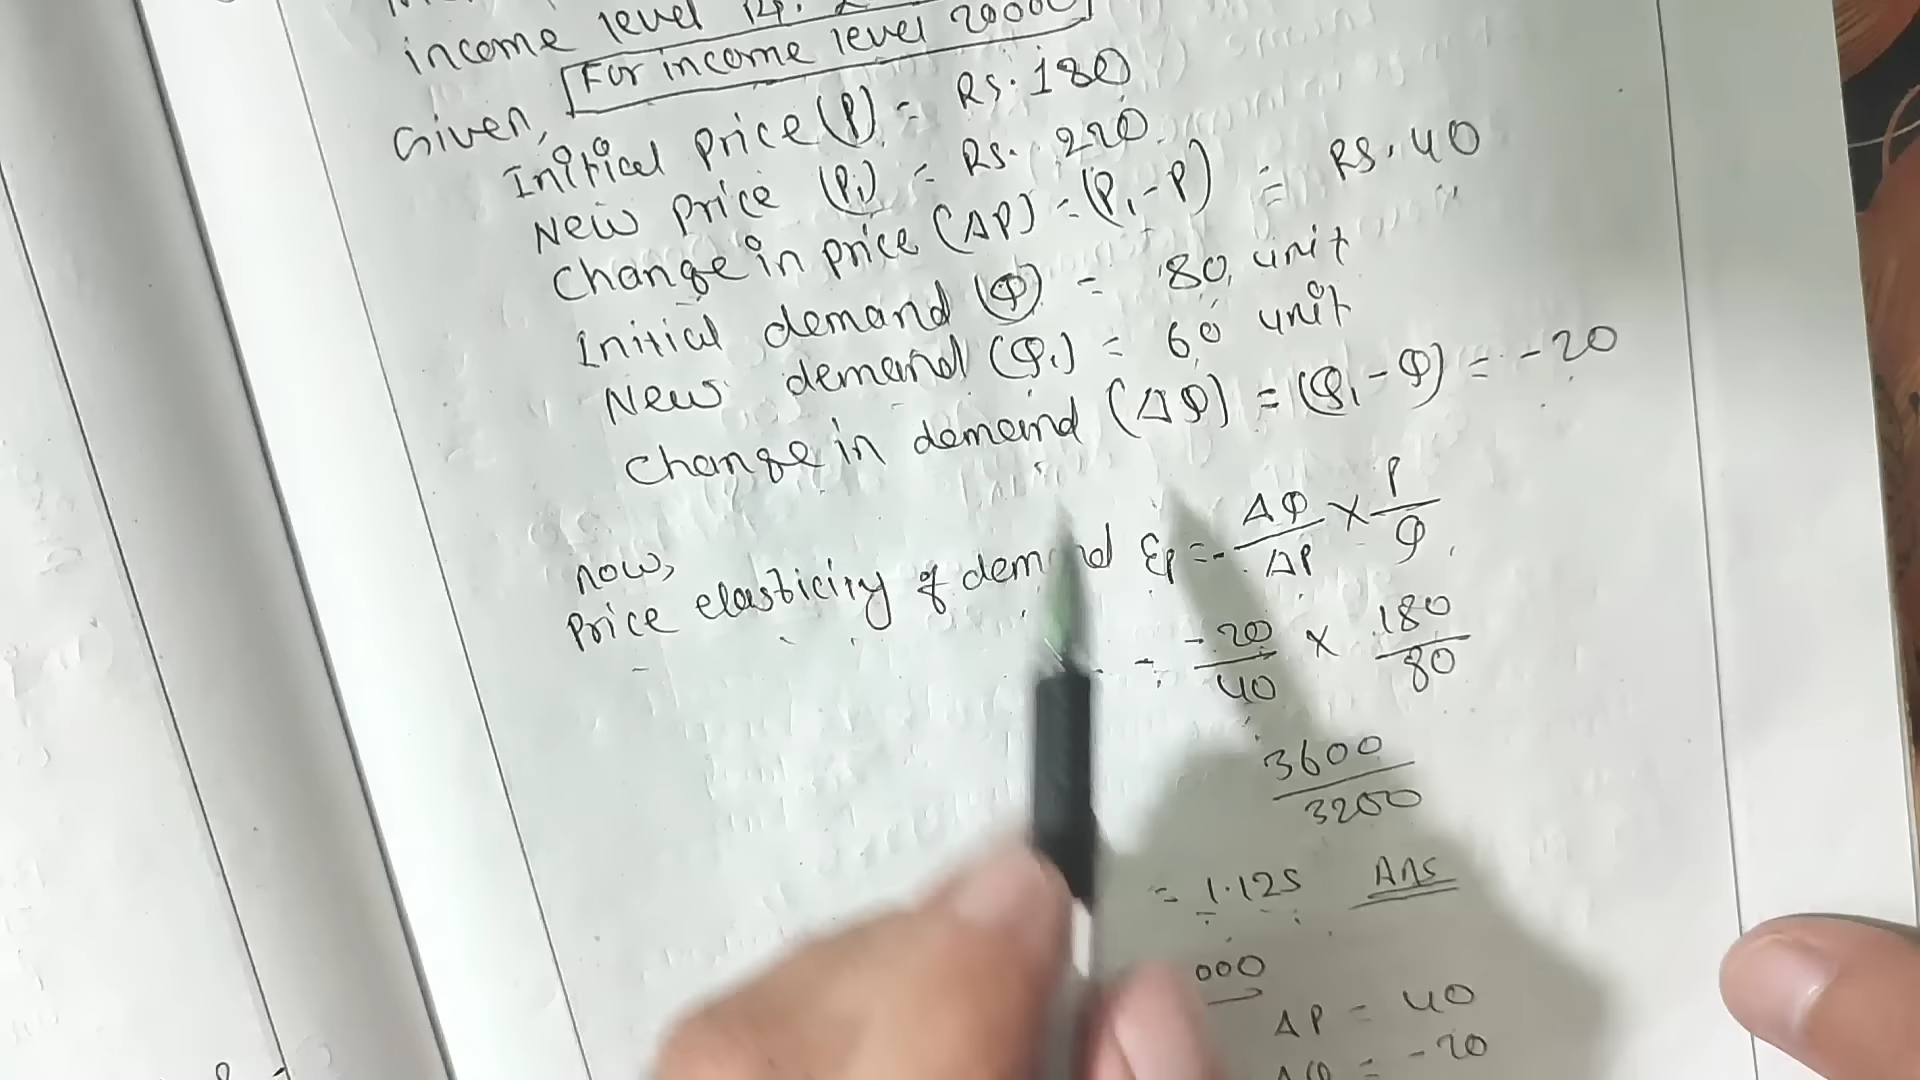 income level
For income level 20000
Given,
Initial price (P) = RS. 180
New price (P₁) = RS. 220
Change in price (ΔP) = (P₁-P) = RS. 40
Initial demand (Q) = 80 unit
New demand (Q₁) = 60 unit
Change in demand (ΔQ) = (Q₁-Q) = -20
now,
Price elasticity of demand Ep = - ΔQ/ΔP × P/Q
= - -20/40 × 180/80
3600/3200
= 1.125 Ans
000
ΔP = 40
ΔQ = -20